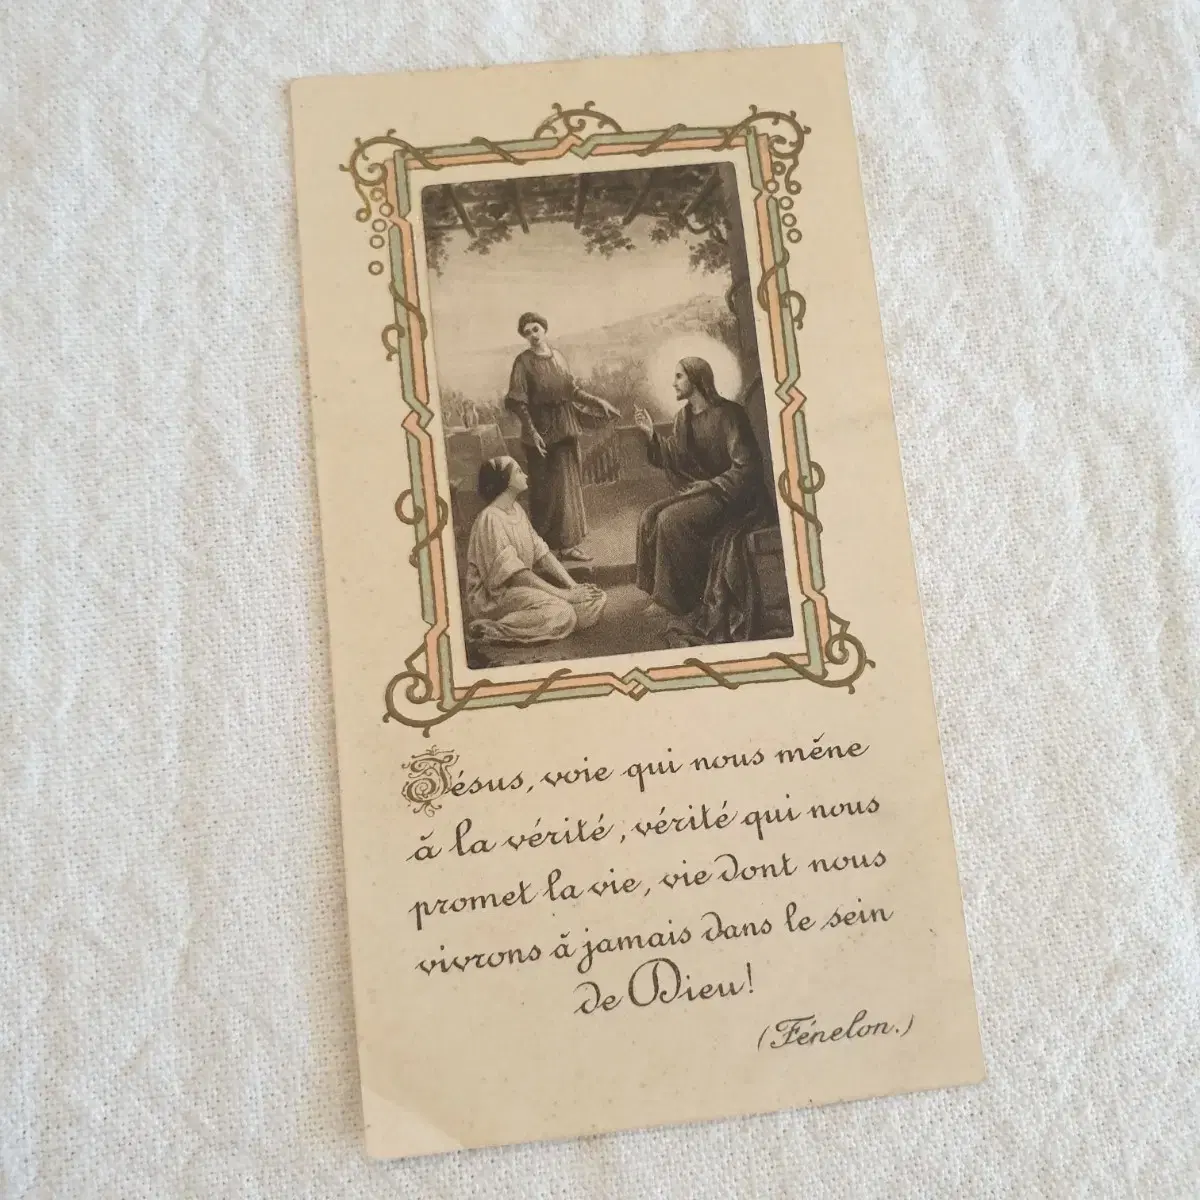 Jésus, voie qui nous mène
à la vérité, vérité qui nous
promet la vie, vie dont nous
vivrons à jamais dans le sein
de Dieu!
(Fénelon.)